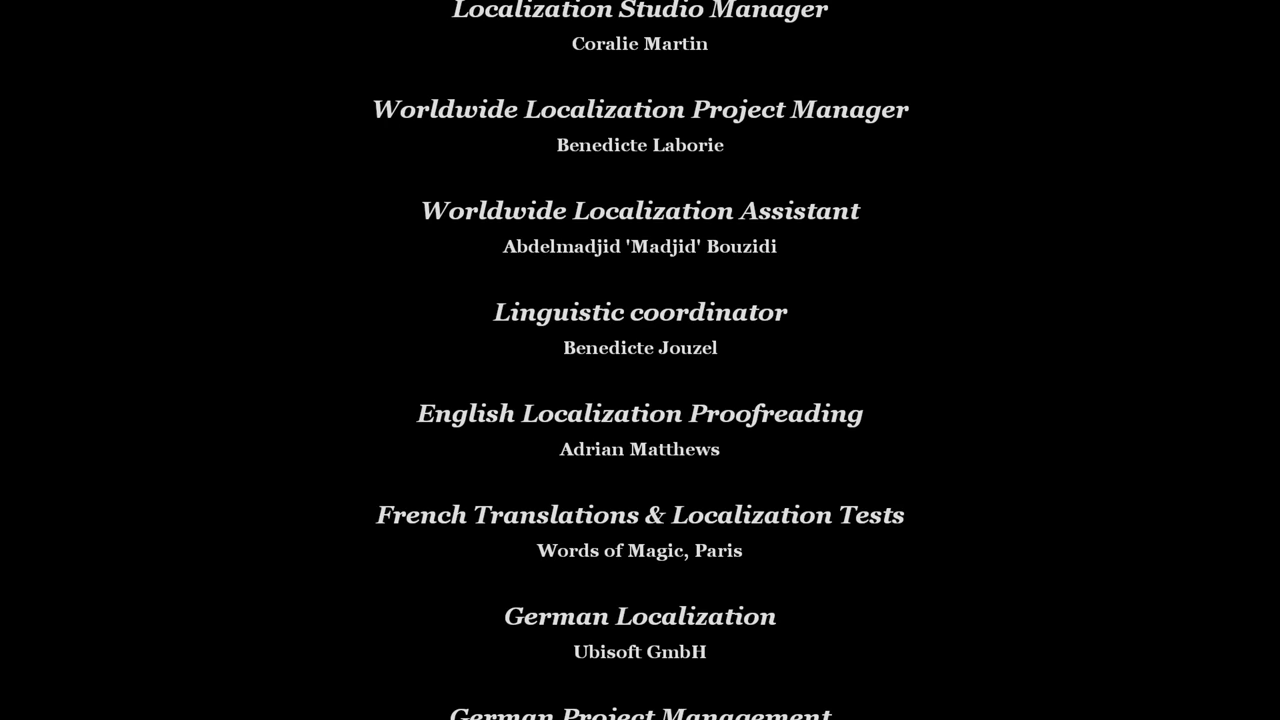 Localization Studio Manager
Coralie Martin
Worldwide Localization Project Manager
Benedicte Laborie
Worldwide Localization Assistant
Abdelmadjid 'Madjid' Bouzidi
Linguistic coordinator
Benedicte Jouzel
English Localization Proofreading
Adrian Matthews
French Translations & Localization Tests
Words of Magic, Paris
German Localization
Ubisoft GmbH
German Project Management